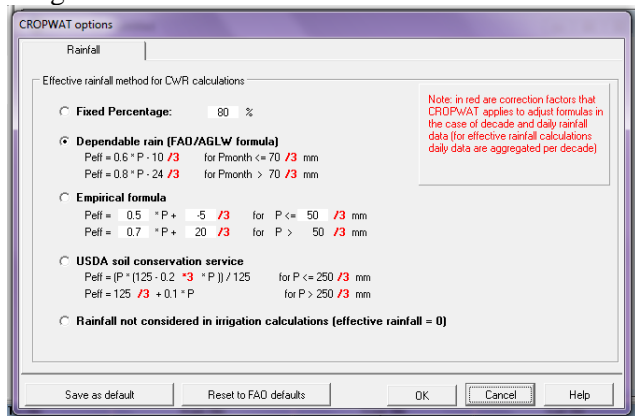 CROPWAT options
Rainfall
Effective rainfall method for CWR calculations
Fixed Percentage: 80 %
Dependable rain (FAO/AGLW formula)
Peff = 0.6 * P - 10 /3 for Pmonth <= 70 /3 mm
Peff = 0.8 * P - 24 /3 for Pmonth > 70 /3 mm
Empirical formula
Peff = 0.5 * P + -5 /3 for P <= 50 /3 mm
Peff = 0.7 * P + 20 /3 for P > 50 /3 mm
USDA soil conservation service
Peff = (P * (125 - 0.2 *3 * P)) / 125 for P <= 250 /3 mm
Peff = 125 /3 + 0.1 * P for P > 250 /3 mm
Rainfall not considered in irrigation calculations (effective rainfall = 0)
Note: in red are correction factors that
CROPWAT applies to adjust formulas in
the case of decade and daily rainfall
data (for effective rainfall calculations
daily data are aggregated per decade)
Save as default
Reset to FAO defaults
OK
Cancel
Help